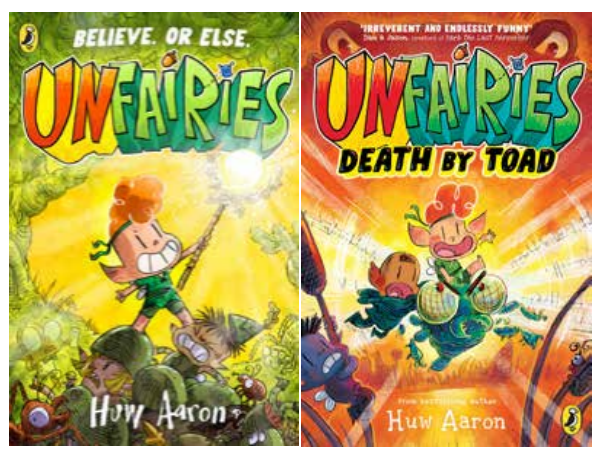 BELIEVE. OR ELSE.
UNFAIRIES
Huw Aaron
"IRREVERENT AND ENDLESSLY FUNNY"
UNFAIRIES
DEATH BY TOAD
Huw Aaron